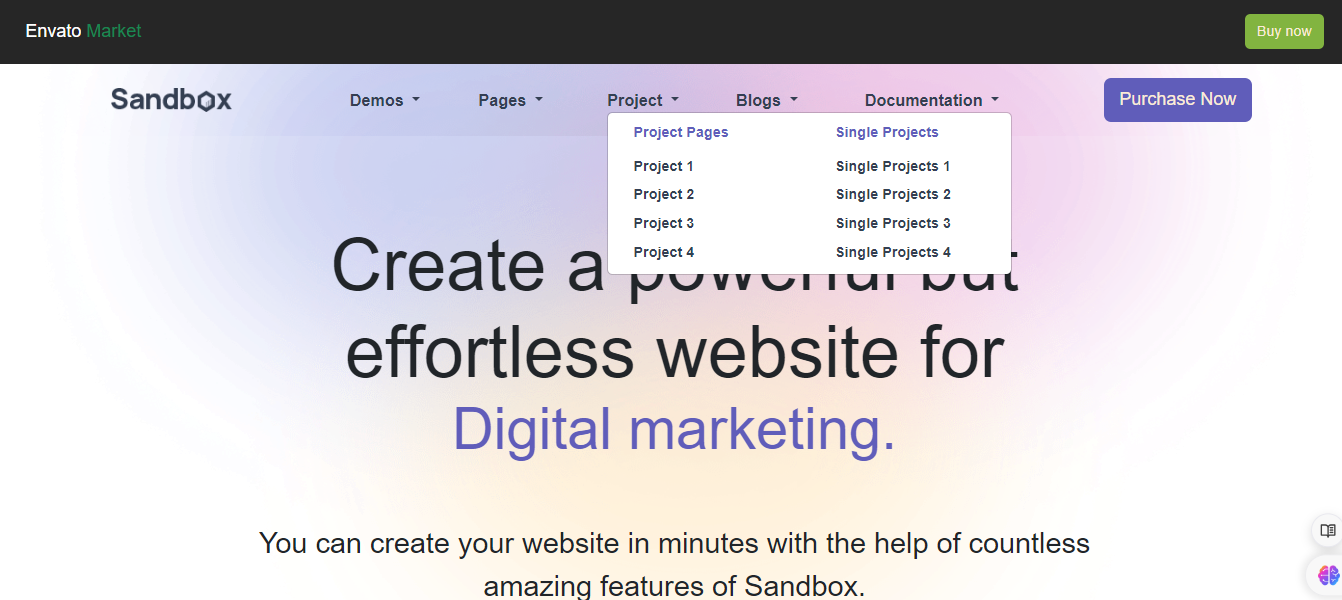 Envato Market
Buy now
Sandbox
Demos
Pages
Project
Blogs
Documentation
Purchase Now
Project Pages
Single Projects
Project 1
Single Projects 1
Project 2
Single Projects 2
Project 3
Single Projects 3
Project 4
Single Projects 4
Create a powerful but
effortless website for
Digital marketing.
You can create your website in minutes with the help of countless
amazing features of Sandbox.